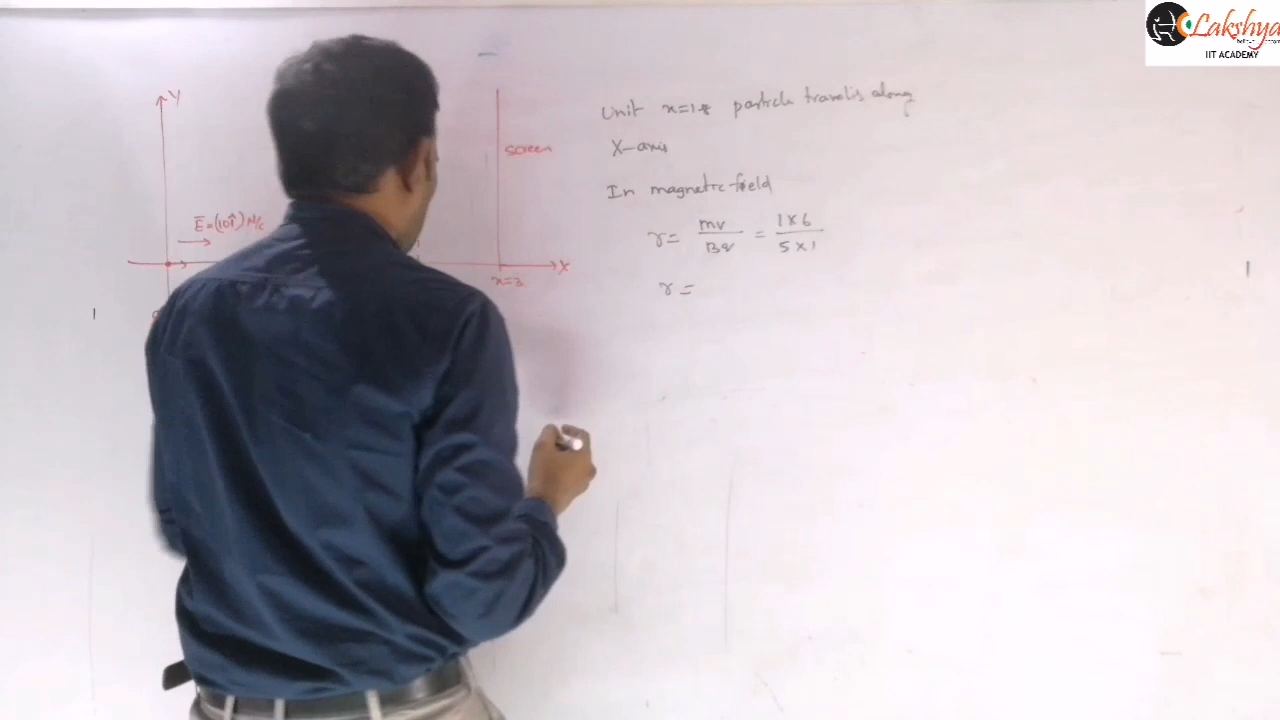 Lakshya
IIT ACADEMY
Y
screen
E̅ = (10î) N/c
X
x=3
Unit x=1.8 particle travels along
X-axis
In magnetic field
r = mv/Bq = 1×6/5×1
r =